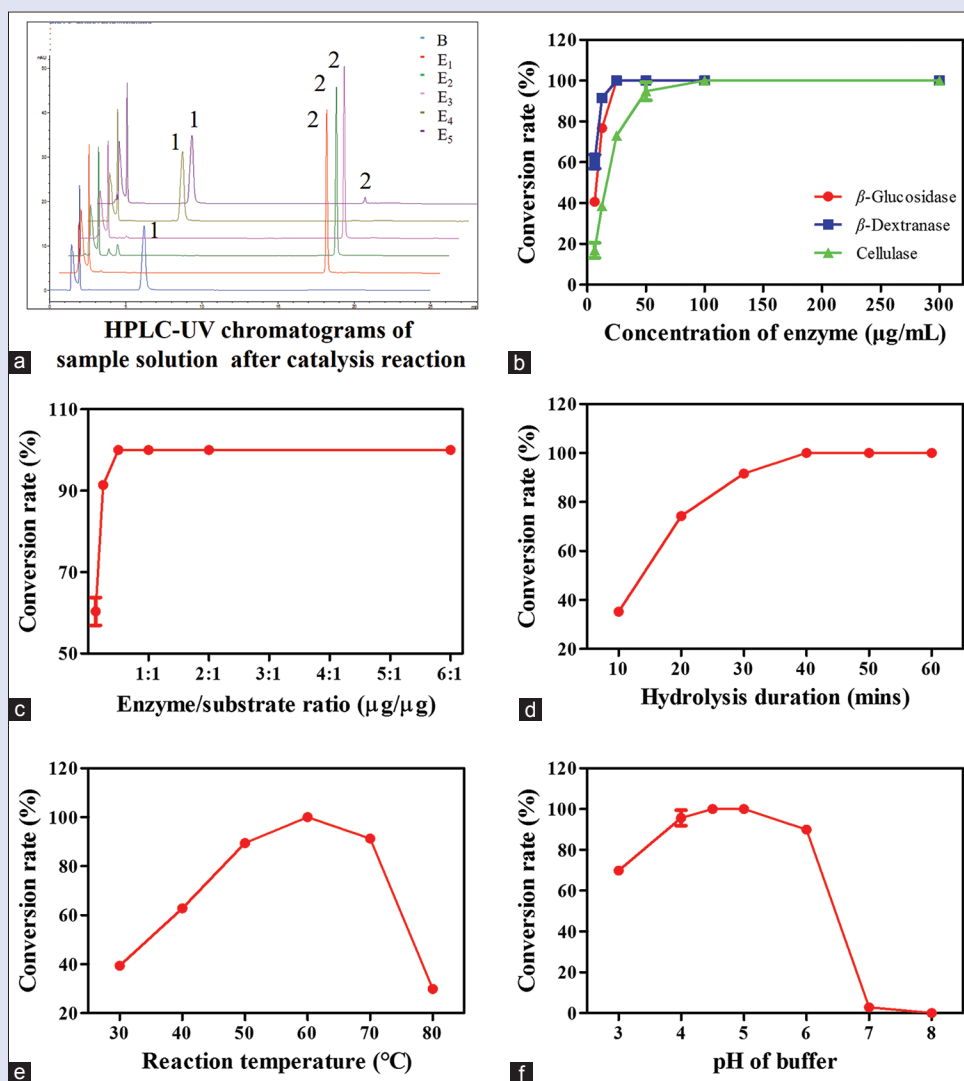 B
E1
E2
E3
E4
E5
1
1
1
2
2
2
2
HPLC-UV chromatograms of
sample solution after catalysis reaction
a
Conversion rate (%)
120
100
80
60
40
20
0
0
50
100
150
200
250
300
β-Glucosidase
β-Dextranase
Cellulase
Concentration of enzyme (μg/mL)
b
Conversion rate (%)
110
90
70
50
1:1
2:1
3:1
4:1
5:1
6:1
Enzyme/substrate ratio (μg/μg)
c
Conversion rate (%)
120
100
80
60
40
20
10
20
30
40
50
60
Hydrolysis duration (mins)
d
Conversion rate (%)
120
100
80
60
40
20
30
40
50
60
70
80
Reaction temperature (°C)
e
Conversion rate (%)
120
100
80
60
40
20
0
3
4
5
6
7
8
pH of buffer
f